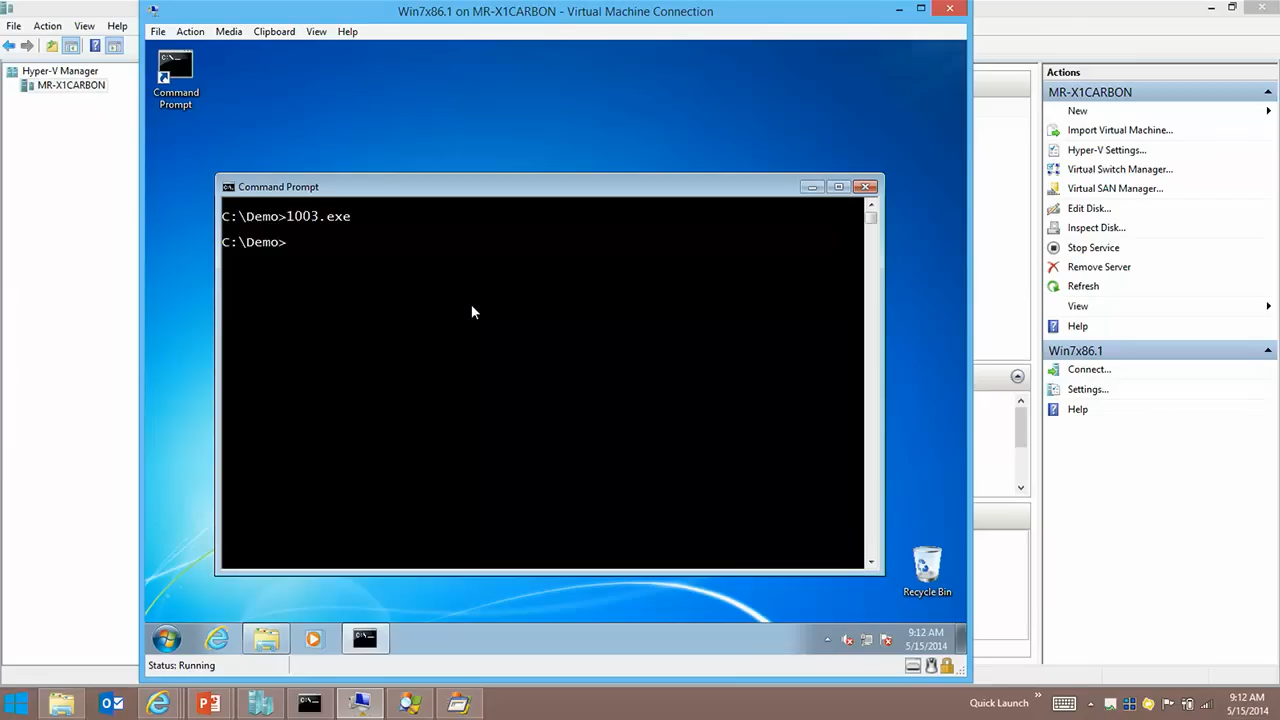 Win7x86.1 on MR-X1CARBON - Virtual Machine Connection
File Action View Help
File Action Media Clipboard View Help
Hyper-V Manager
MR-X1CARBON
Command
Prompt
Command Prompt
C:\Demo>1003.exe
C:\Demo>
Recycle Bin
9:12 AM
5/15/2014
Status: Running
Actions
MR-X1CARBON
New
Import Virtual Machine...
Hyper-V Settings...
Virtual Switch Manager...
Virtual SAN Manager...
Edit Disk...
Inspect Disk...
Stop Service
Remove Server
Refresh
View
Help
Win7x86.1
Connect...
Settings...
Help
Quick Launch
9:12 AM
5/15/2014